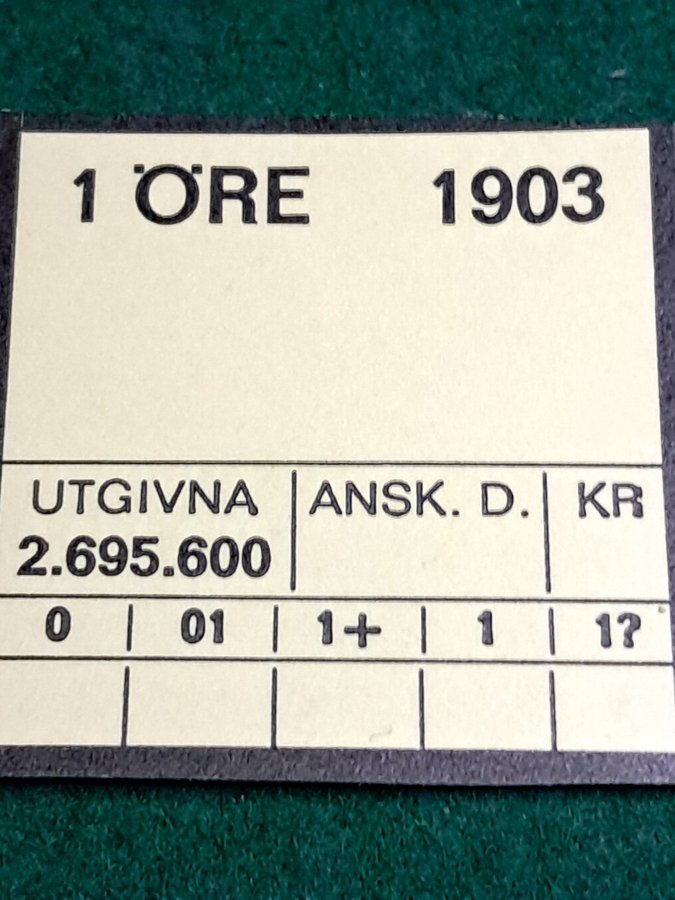 1 ÖRE 1903
UTGIVNA ANSK. D. KR
2.695.600
0 01 1+ 1 1?